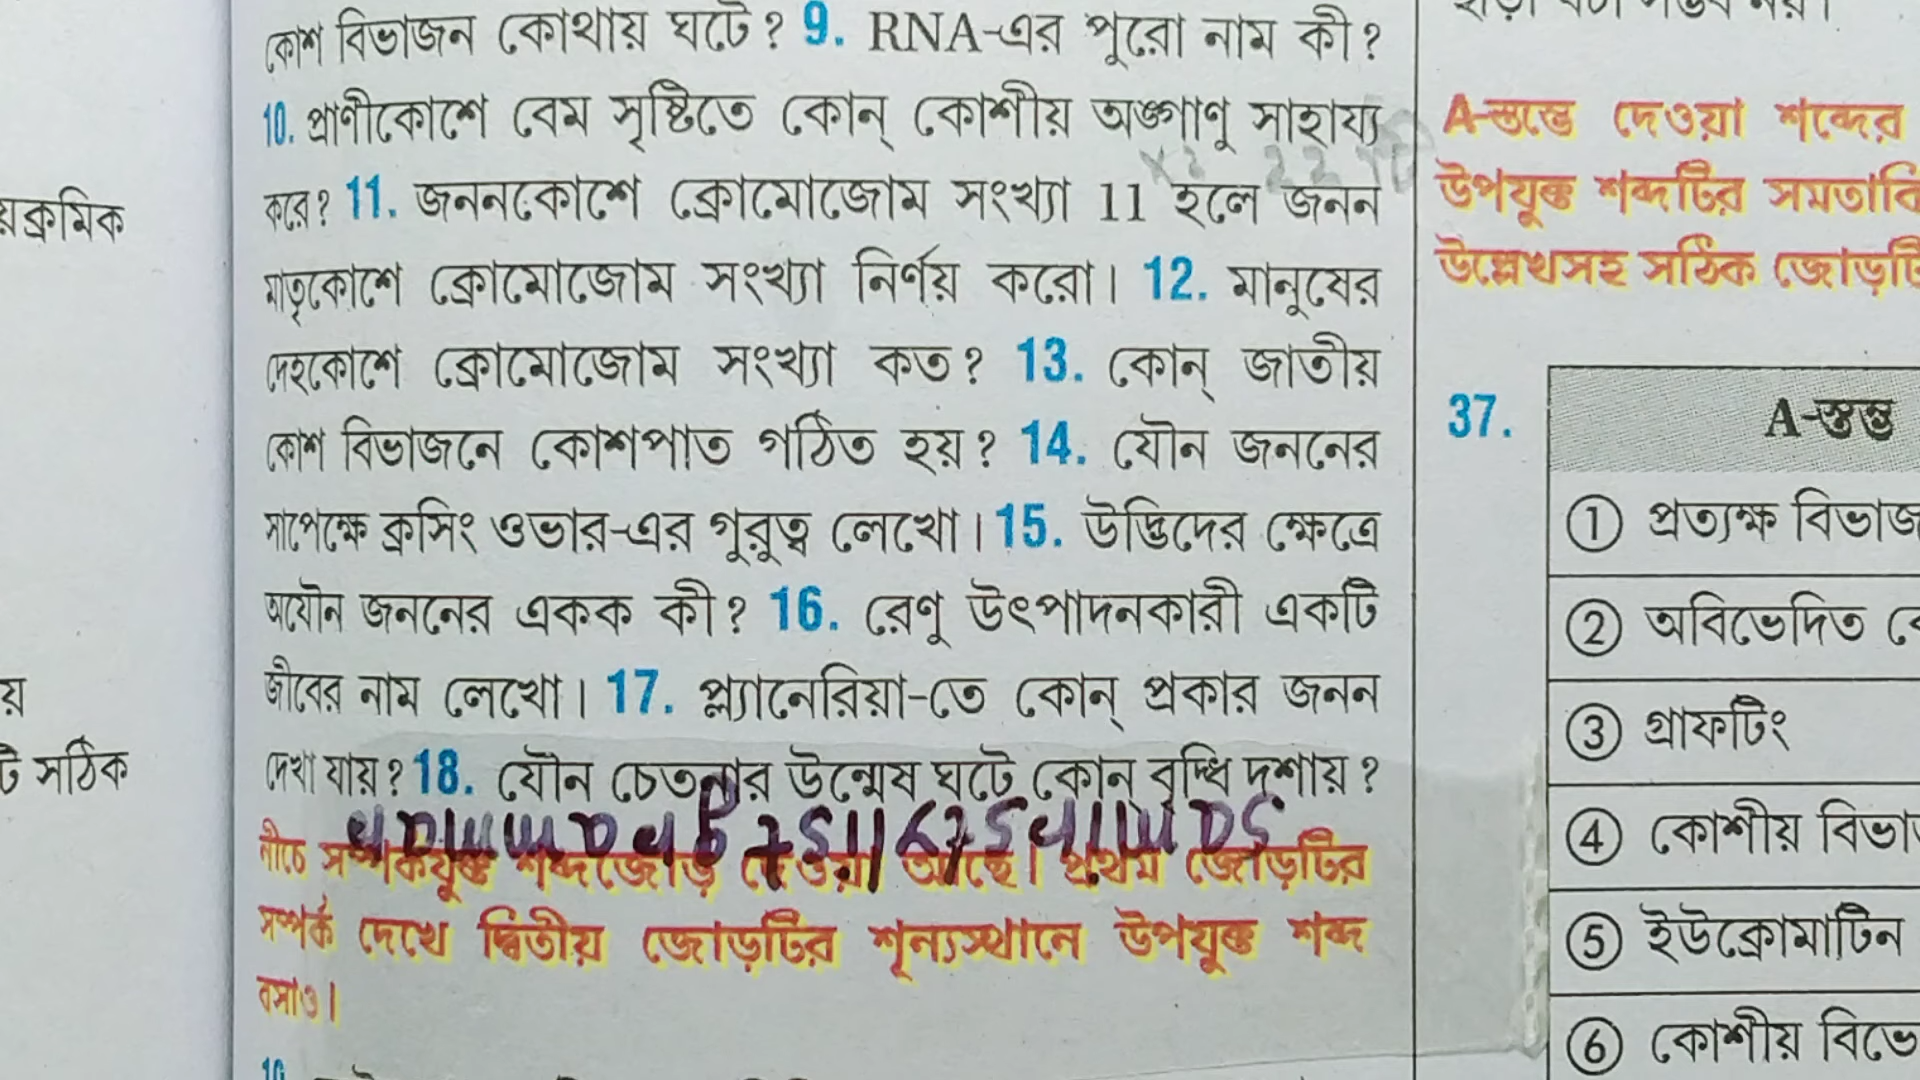 কোশ বিভাজন কোথায় ঘটে? 9. RNA-এর পুরো নাম কী?
10. প্রাণীকোশে বেম সৃষ্টিতে কোন্ কোশীয় অঙ্গাণু সাহায্য
করে? 11. জননকোশে ক্রোমোজোম সংখ্যা 11 হলে জনন
মাতৃকোশে ক্রোমোজোম সংখ্যা নির্ণয় করো। 12. মানুষের
দেহকোশে ক্রোমোজোম সংখ্যা কত? 13. কোন্ জাতীয়
কোশ বিভাজনে কোশপাত গঠিত হয়? 14. যৌন জননের
সাপেক্ষে ক্রসিং ওভার-এর গুরুত্ব লেখো। 15. উদ্ভিদের ক্ষেত্রে
অযৌন জননের একক কী? 16. রেণু উৎপাদনকারী একটি
জীবের নাম লেখো। 17. প্ল্যানেরিয়া-তে কোন্ প্রকার জনন
দেখা যায়? 18. যৌন চেতনার উন্মেষ ঘটে কোন্ বৃদ্ধি দশায়?
নীচে সম্পর্কযুক্ত শব্দজোড় দেওয়া আছে। প্রথম জোড়টির
সম্পর্ক দেখে দ্বিতীয় জোড়টির শূন্যস্থানে উপযুক্ত শব্দ
বসাও।
য়ক্রমিক
য়
টি সঠিক
A-স্তম্ভে দেওয়া শব্দের
উপযুক্ত শব্দটির
উল্লেখসহ সঠিক
37.
A-স্তম্ভ
① প্রত্যক্ষ
② অবিভেদিত
③ গ্রাফটিং
④ কোশীয়
⑤ ইউক্রোমাটিন
⑥ কোশীয়